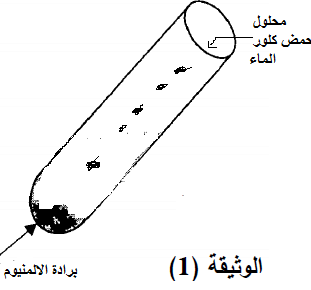 محلول
حمض كلور
الماء
برادة الالمنيوم
الوثيقة (1)